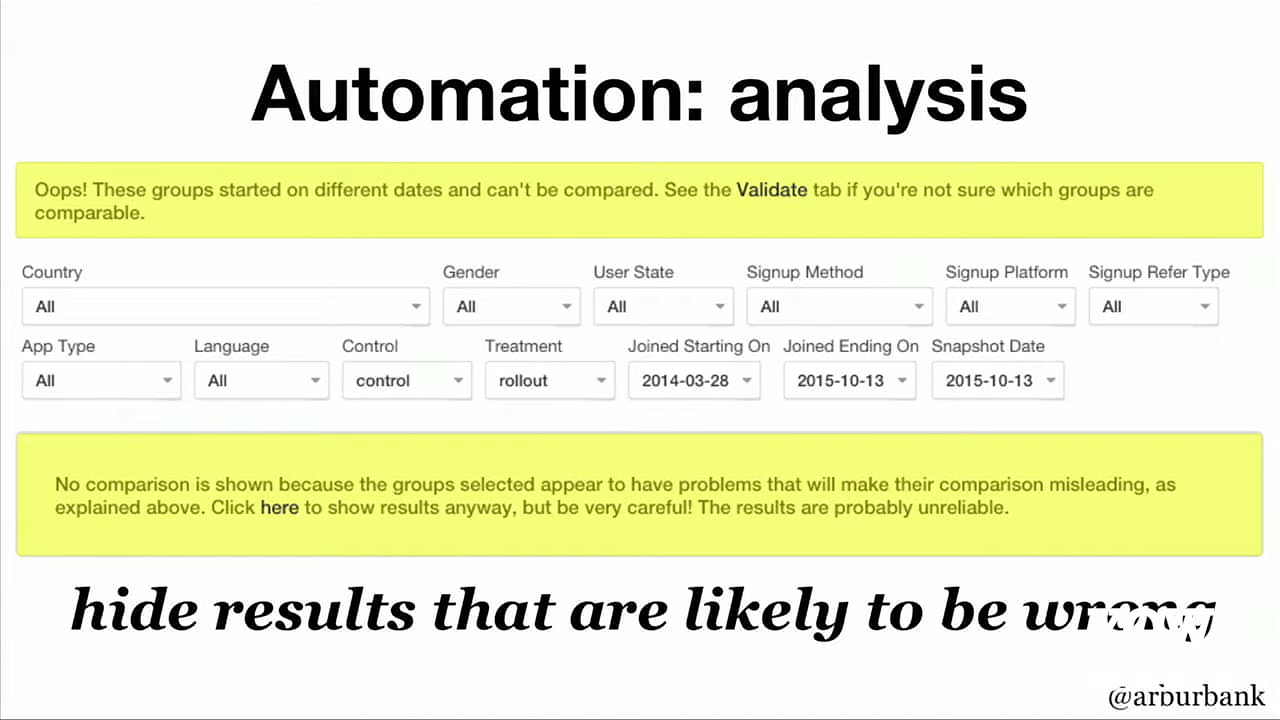 Automation: analysis
Oops! These groups started on different dates and can't be compared. See the Validate tab if you're not sure which groups are
comparable.
Country Gender User State Signup Method Signup Platform Signup Refer Type
All All All All All All
App Type Language Control Treatment Joined Starting On Joined Ending On Snapshot Date
All All control rollout 2014-03-28 2015-10-13 2015-10-13
No comparison is shown because the groups selected appear to have problems that will make their comparison misleading, as
explained above. Click here to show results anyway, but be very careful! The results are probably unreliable.
hide results that are likely to be wrong
@arburbank